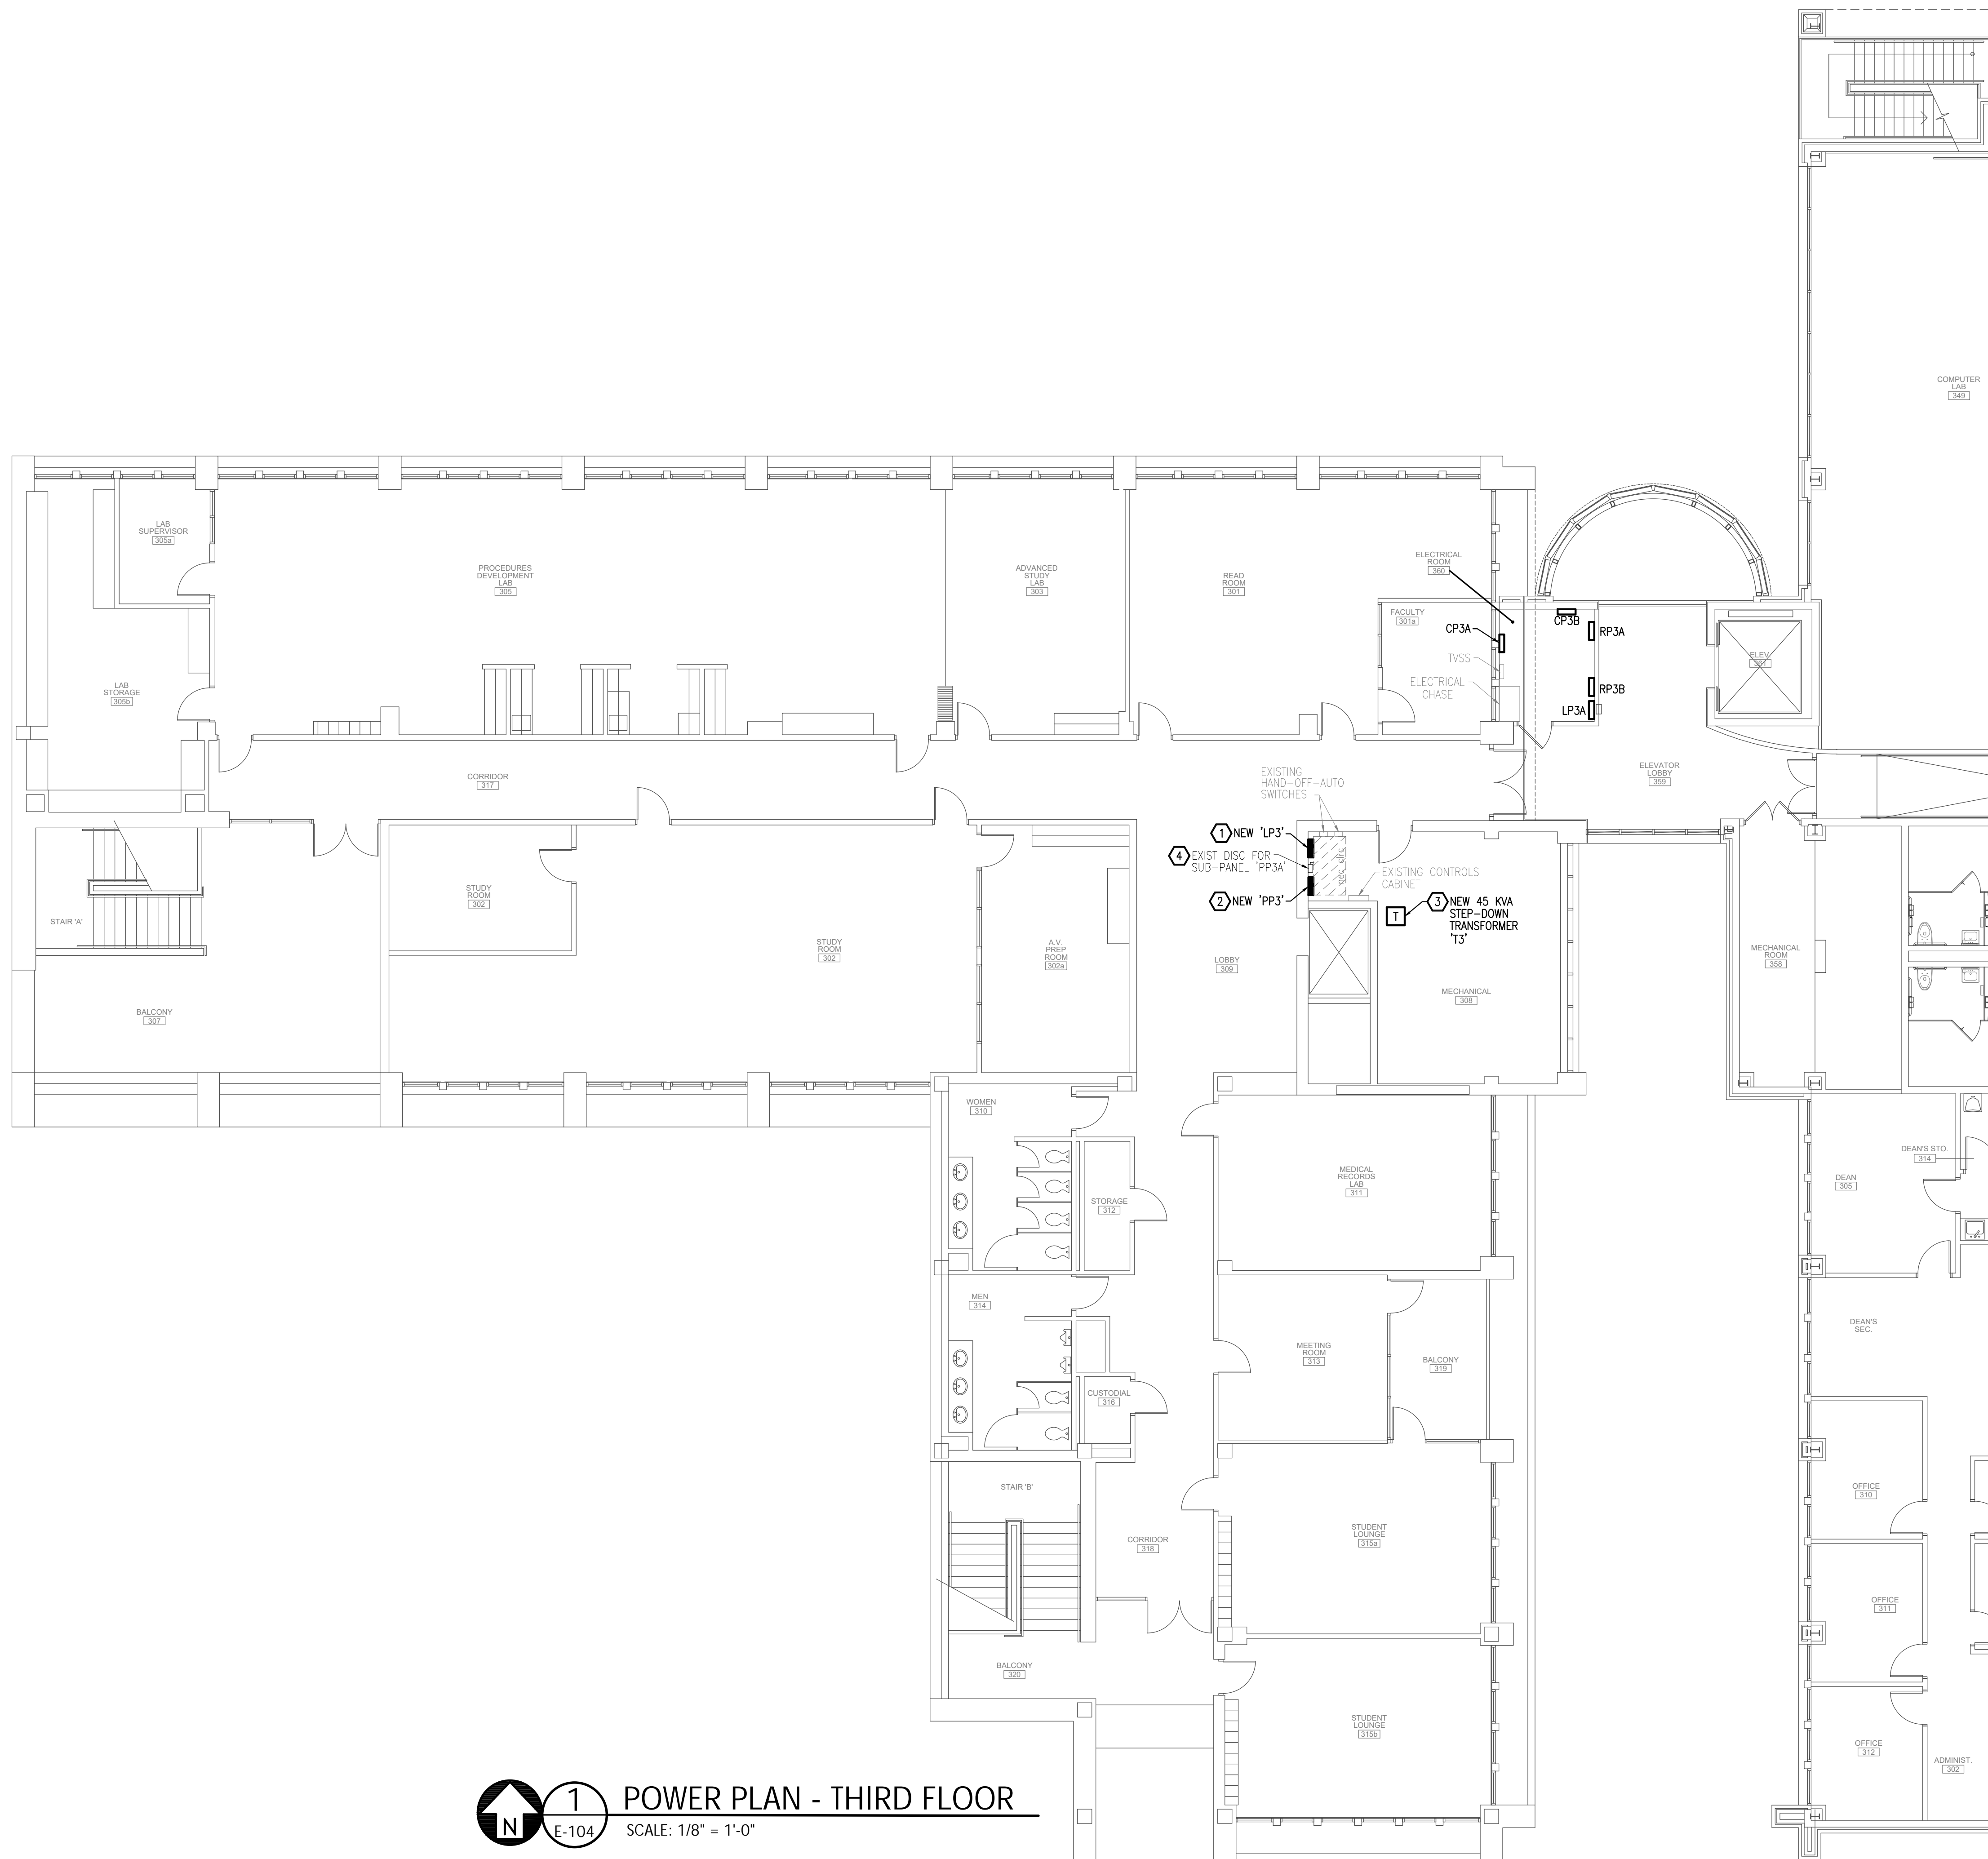 COMPUTER
LAB
349
LAB
SUPERVISOR
305a
PROCEDURES
DEVELOPMENT
LAB
305
ADVANCED
STUDY
LAB
303
READ
ROOM
301
ELECTRICAL
ROOM
360
FACULTY
301a
CP3A
TVSS
ELECTRICAL
CHASE
CP3B
RP3A
RP3B
LP3A
ELEV.
361
LAB
STORAGE
305b
CORRIDOR
317
EXISTING
HAND-OFF-AUTO
SWITCHES
ELEVATOR
LOBBY
359
1 NEW 'LP3'
4 EXIST DISC FOR
SUB-PANEL 'PP3A'
2 NEW 'PP3'
EXISTING CONTROLS
CABINET
T
3 NEW 45 KVA
STEP-DOWN
TRANSFORMER
'T3'
STUDY
ROOM
302
STAIR 'A'
STUDY
ROOM
302
A.V.
PREP
ROOM
302a
LOBBY
309
MECHANICAL
308
MECHANICAL
ROOM
358
BALCONY
307
WOMEN
310
STORAGE
312
MEDICAL
RECORDS
LAB
311
DEAN'S STO.
314
DEAN
305
MEN
314
MEETING
ROOM
313
BALCONY
319
CUSTODIAL
316
DEAN'S
SEC.
STAIR 'B'
CORRIDOR
318
STUDENT
LOUNGE
315a
OFFICE
310
OFFICE
311
BALCONY
320
STUDENT
LOUNGE
315b
OFFICE
312
ADMINIST.
302
N
1
E-104
POWER PLAN - THIRD FLOOR
SCALE: 1/8" = 1'-0"